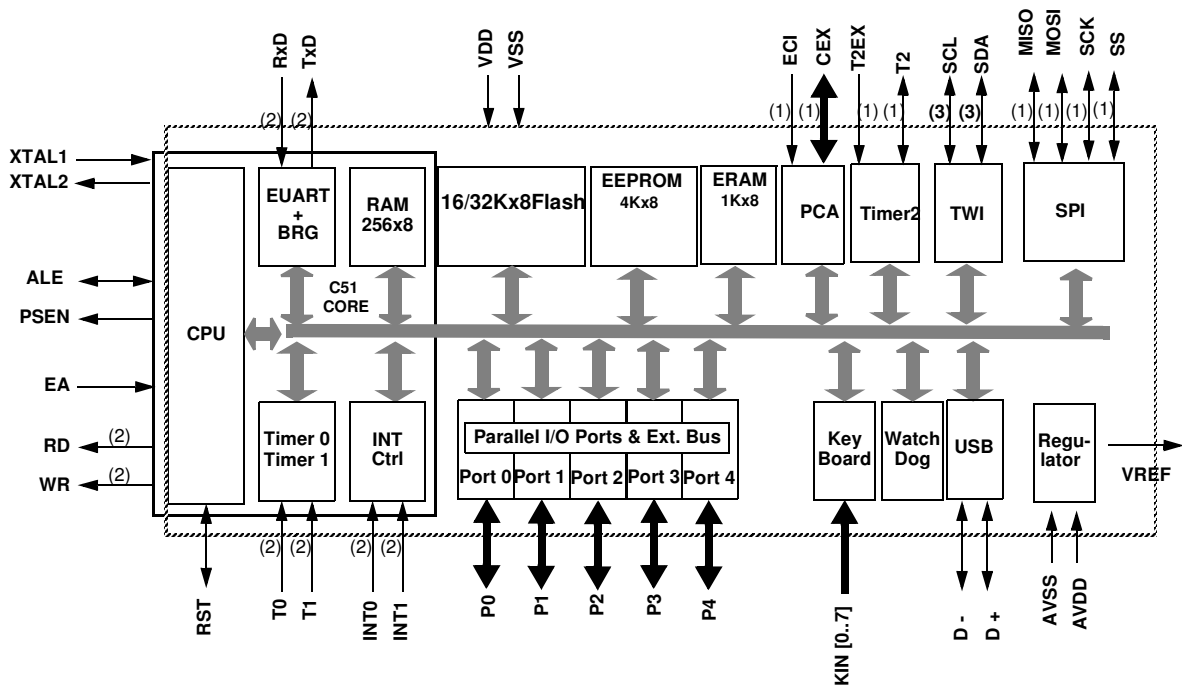 RxD
TxD
VDD
VSS
ECI
CEX
T2EX
T2
SCL
SDA
MISO
MOSI
SCK
SS
(2) (2)
(1) (1) (1) (1) (3) (3) (1) (1) (1) (1)
XTAL1
XTAL2
ALE
PSEN
EA
RD (2)
WR (2)
CPU
EUART
+
BRG
RAM
256x8
16/32Kx8Flash
EEPROM
4Kx8
ERAM
1Kx8
PCA
Timer2
TWI
SPI
C51
CORE
Timer 0
Timer 1
INT
Ctrl
Parallel I/O Ports & Ext. Bus
Port 0 Port 1 Port 2 Port 3 Port 4
Key
Board
Watch
Dog
USB
Regu-
lator
VREF
(2) (2) (2) (2)
RST
T0
T1
INT0
INT1
P0
P1
P2
P3
P4
KIN [0..7]
D -
D +
AVSS
AVDD